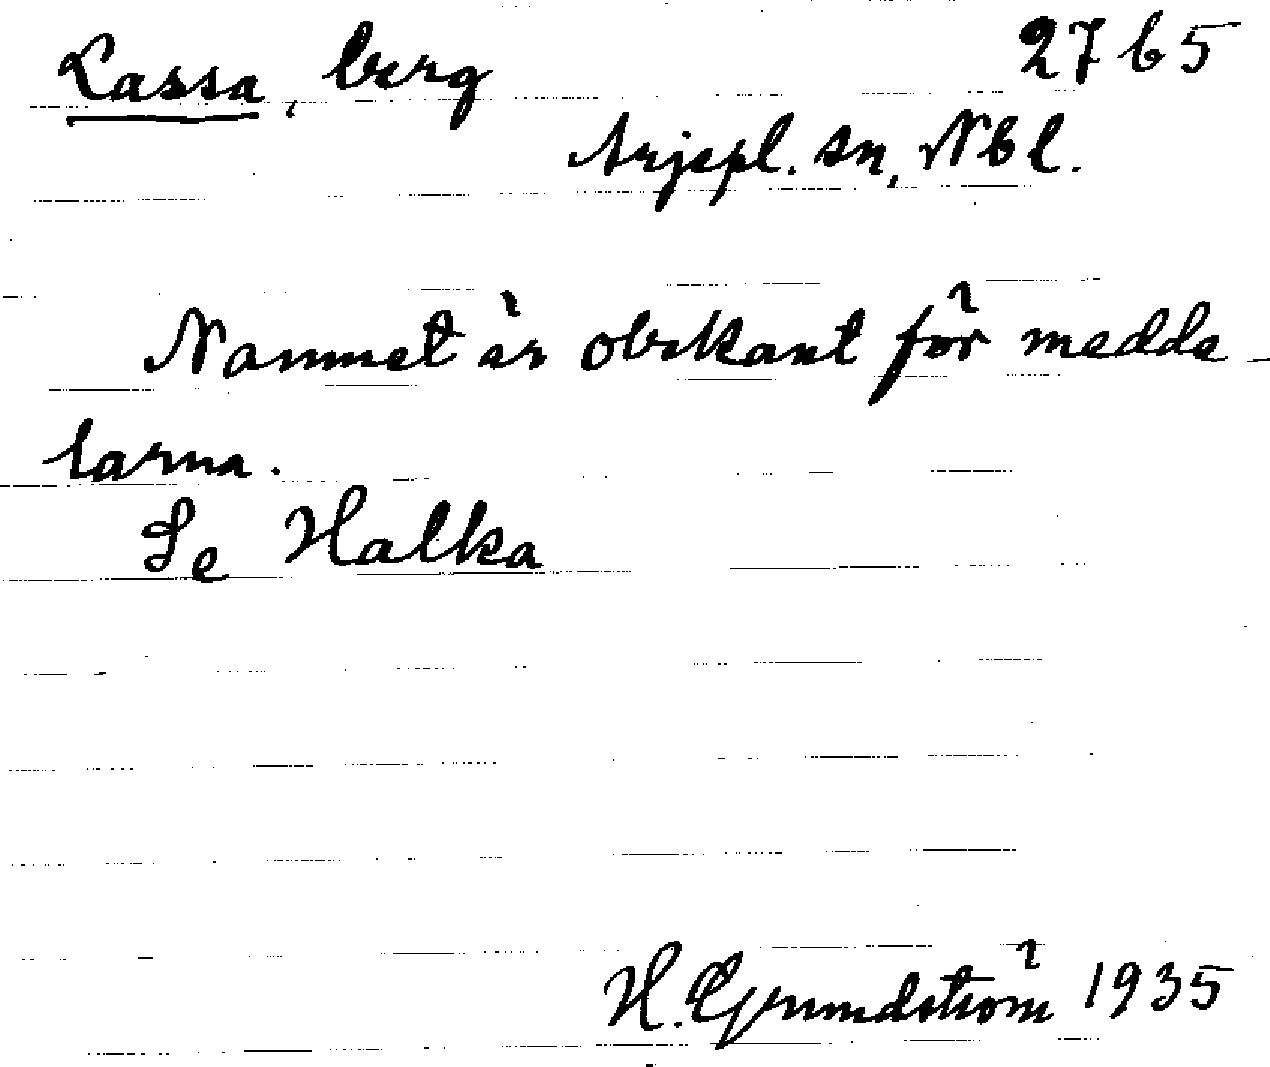 Lassa, berg 2765
Arjepl. sn, Nbl.
Namnet är obekant för medde-
larna.
Se Halka
H. Grundström 1935